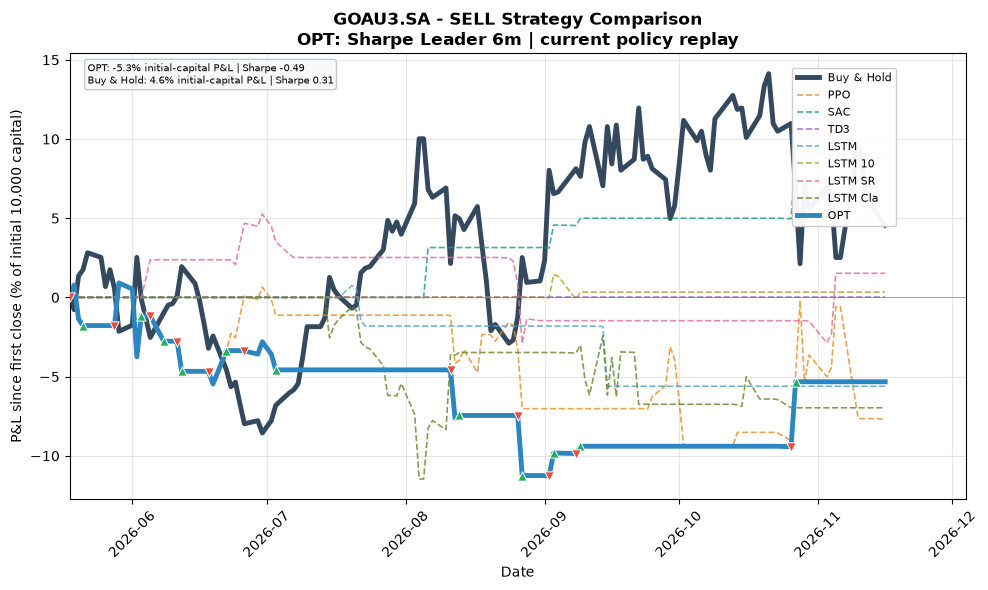 GOAU3.SA - SELL Strategy Comparison
OPT: Sharpe Leader 6m | current policy replay
OPT: -5.3% initial-capital P&L | Sharpe -0.49
Buy & Hold: 4.6% initial-capital P&L | Sharpe 0.31
Buy & Hold
PPO
SAC
TD3
LSTM
LSTM 10
LSTM SR
LSTM Cla
OPT
P&L since first close (% of initial 10,000 capital)
15
10
5
0
−5
−10
2026-06
2026-07
2026-08
2026-09
2026-10
2026-11
2026-12
Date